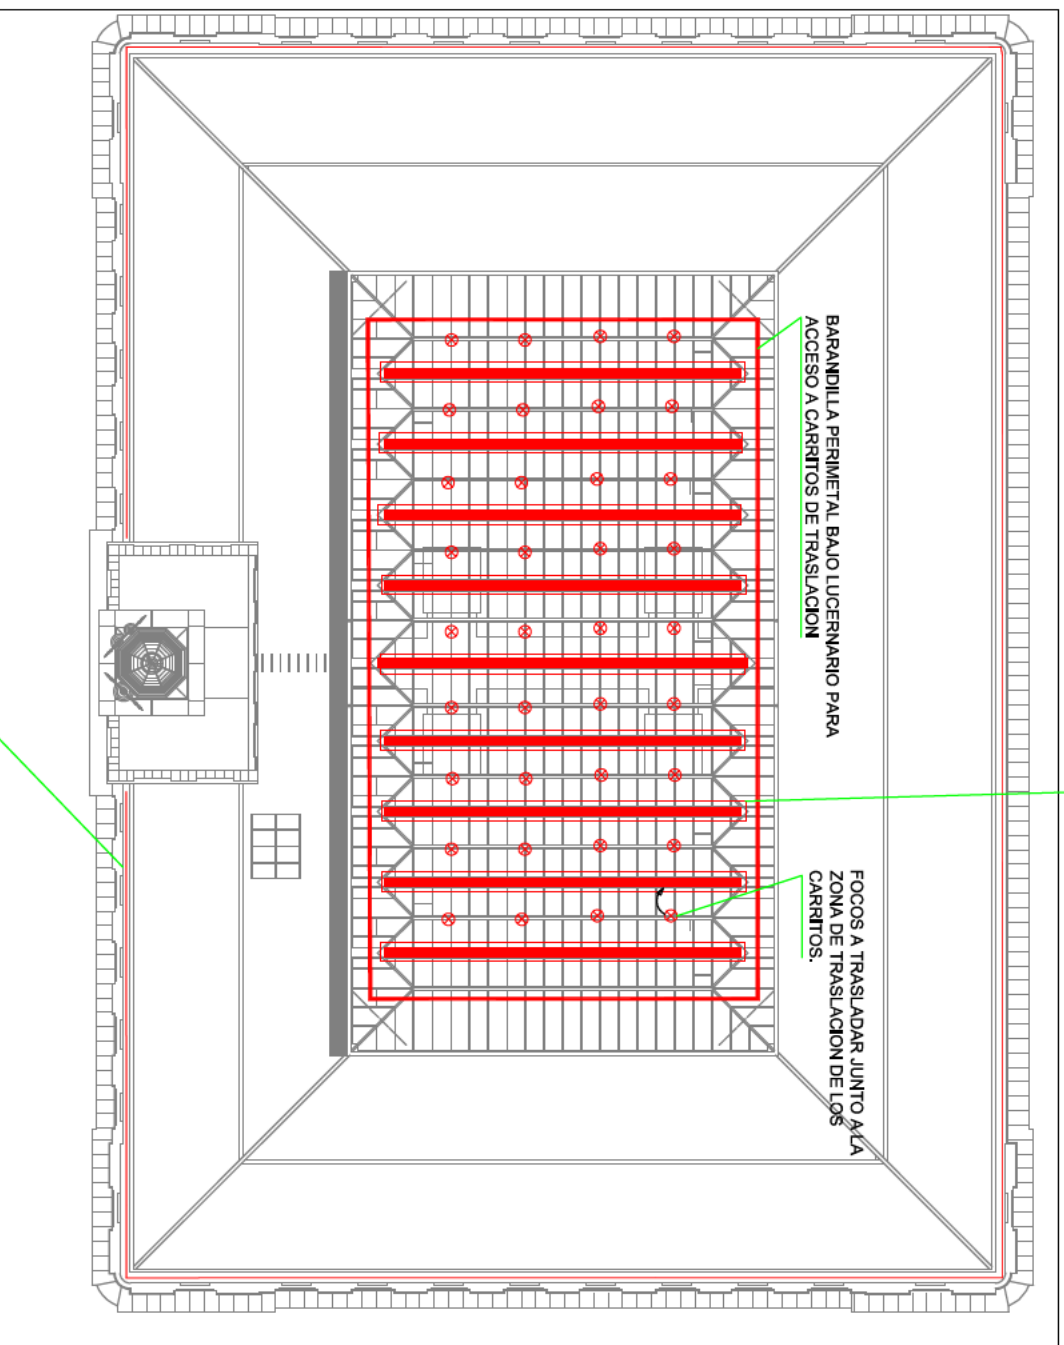 BARANDILLA PERIMETAL BAJO LUCERNARIO PARA
ACCESO A CARRITOS DE TRASLACION
FOCOS A TRASLADAR JUNTO A LA
ZONA DE TRASLACION DE LOS
CARRITOS.